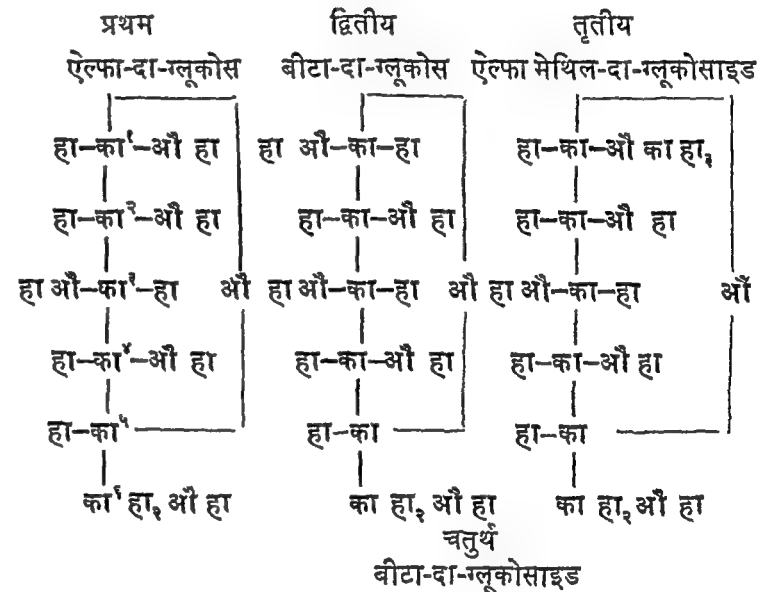 प्रथम द्वितीय तृतीय
ऐल्फा-दा-ग्लूकोस बीटा-दा-ग्लूकोस ऐल्फा मेथिल-दा-ग्लूकोसाइड
हा-का¹-औ हा हा औ-का-हा हा-का-औ का हा₃
हा-का²-औ हा हा-का-औ हा हा-का-औ हा
हा औ-का³-हा औ हा औ-का-हा औ हा औ-का-हा औ
हा-का⁴-औ हा हा-का-औ हा हा-का-औ हा
हा-का⁵ हा-का हा-का
का⁶ हा₂ औ हा का हा₂ औ हा का हा₂ औ हा
चतुर्थ
बीटा-दा-ग्लूकोसाइड